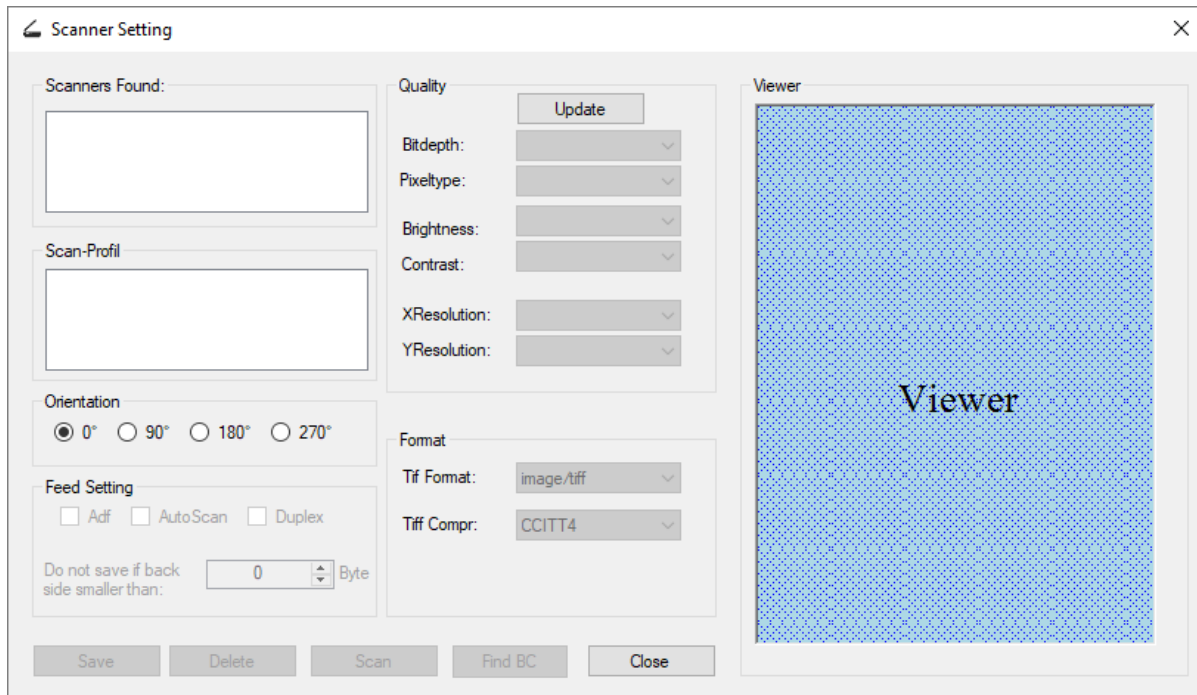 Scanner Setting
Scanners Found:
Scan-Profil
Orientation
0° 90° 180° 270°
Feed Setting
Adf AutoScan Duplex
Do not save if back
side smaller than:
0 Byte
Quality
Update
Bitdepth:
Pixeltype:
Brightness:
Contrast:
XResolution:
YResolution:
Format
Tif Format: image/tiff
Tiff Compr: CCITT4
Viewer
Viewer
Save Delete Scan Find BC Close